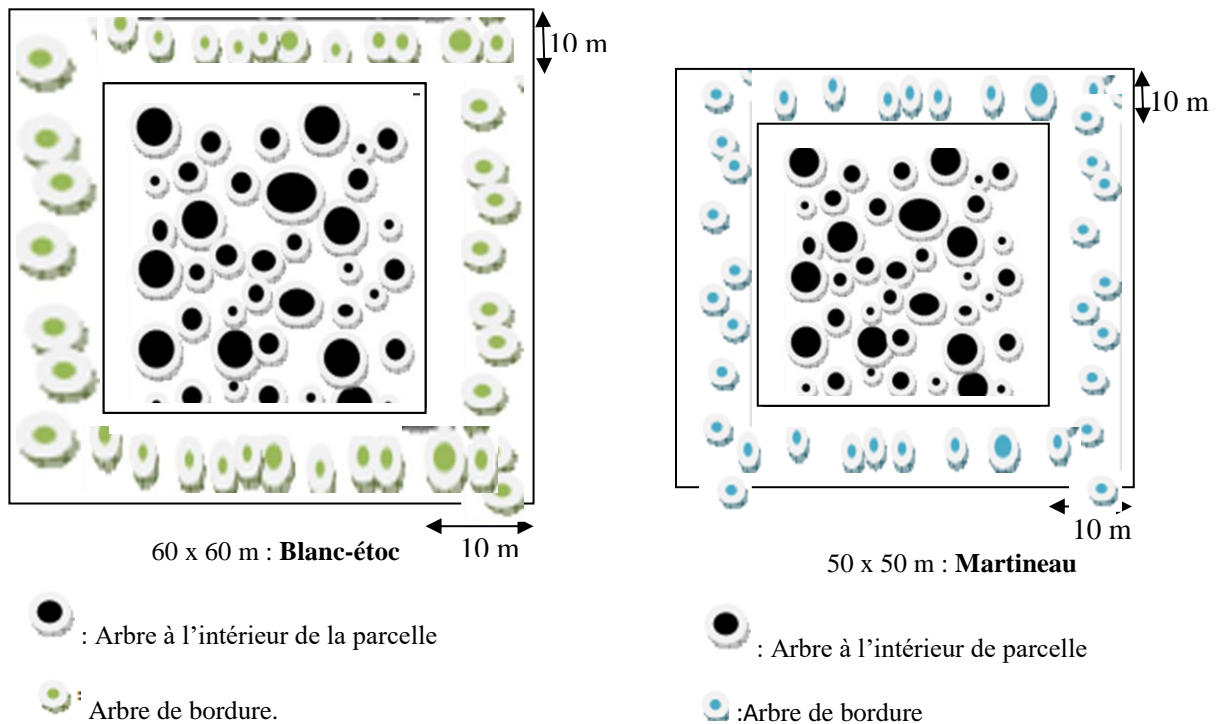 10 m
10 m
60 x 60 m : Blanc-étoc
10 m
10 m
50 x 50 m : Martineau
: Arbre à l’intérieur de la parcelle
: Arbre à l’intérieur de parcelle
: Arbre de bordure.
:Arbre de bordure